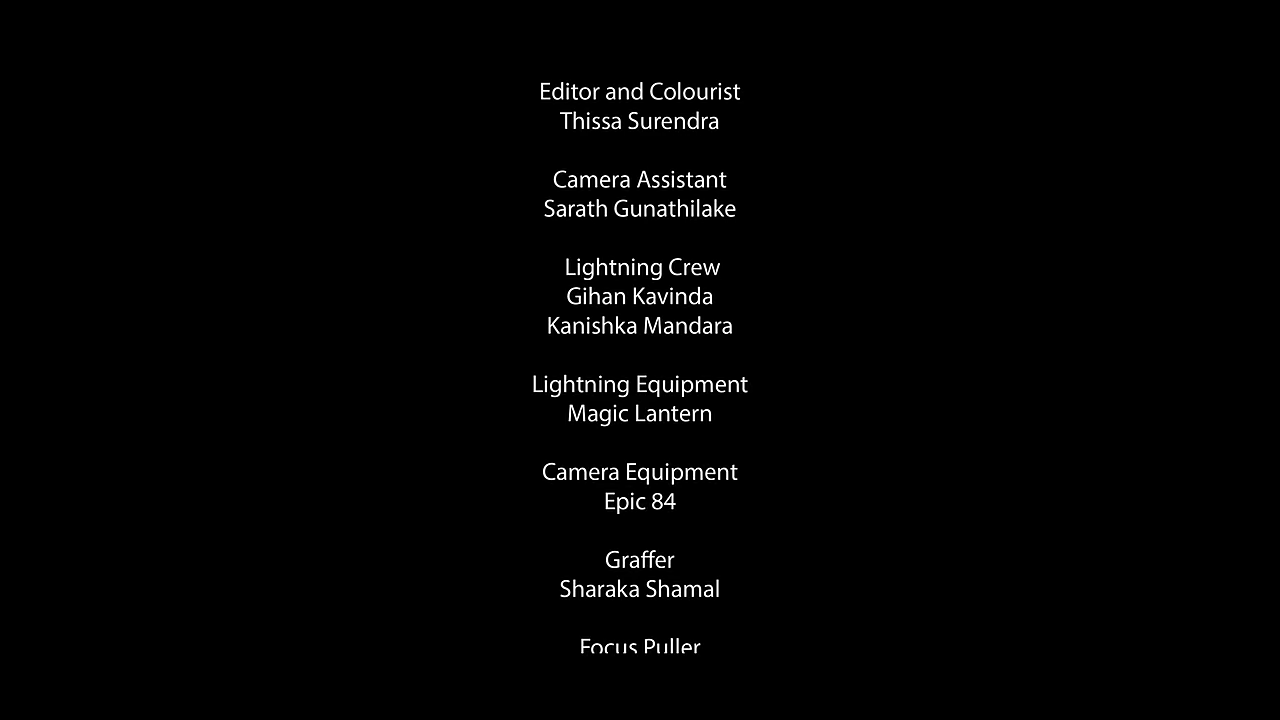 Editor and Colourist
Thissa Surendra
Camera Assistant
Sarath Gunathilake
Lightning Crew
Gihan Kavinda
Kanishka Mandara
Lightning Equipment
Magic Lantern
Camera Equipment
Epic 84
Graffer
Sharaka Shamal
Focus Puller